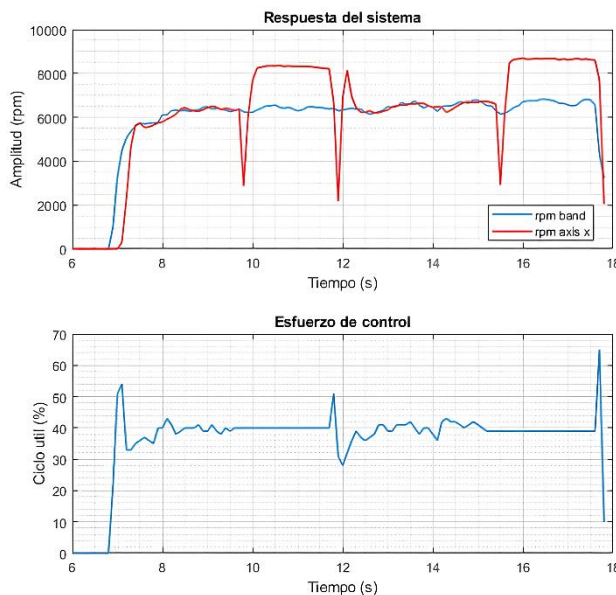 Respuesta del sistema
10000
8000
6000
4000
2000
0
Amplitud (rpm)
rpm band
rpm axis x
6 8 10 12 14 16 18
Tiempo (s)
Esfuerzo de control
70
60
50
40
30
20
10
0
Ciclo util (%)
6 8 10 12 14 16 18
Tiempo (s)